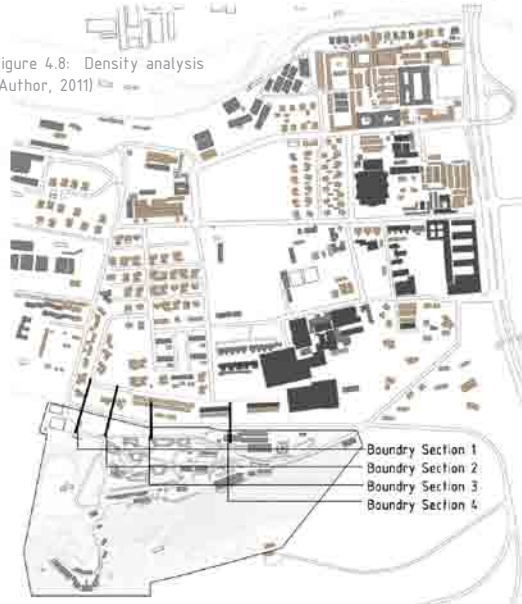 igure 4.8: Density analysis
Author, 2011)
Boundry Section 1
Boundry Section 2
Boundry Section 3
Boundry Section 4